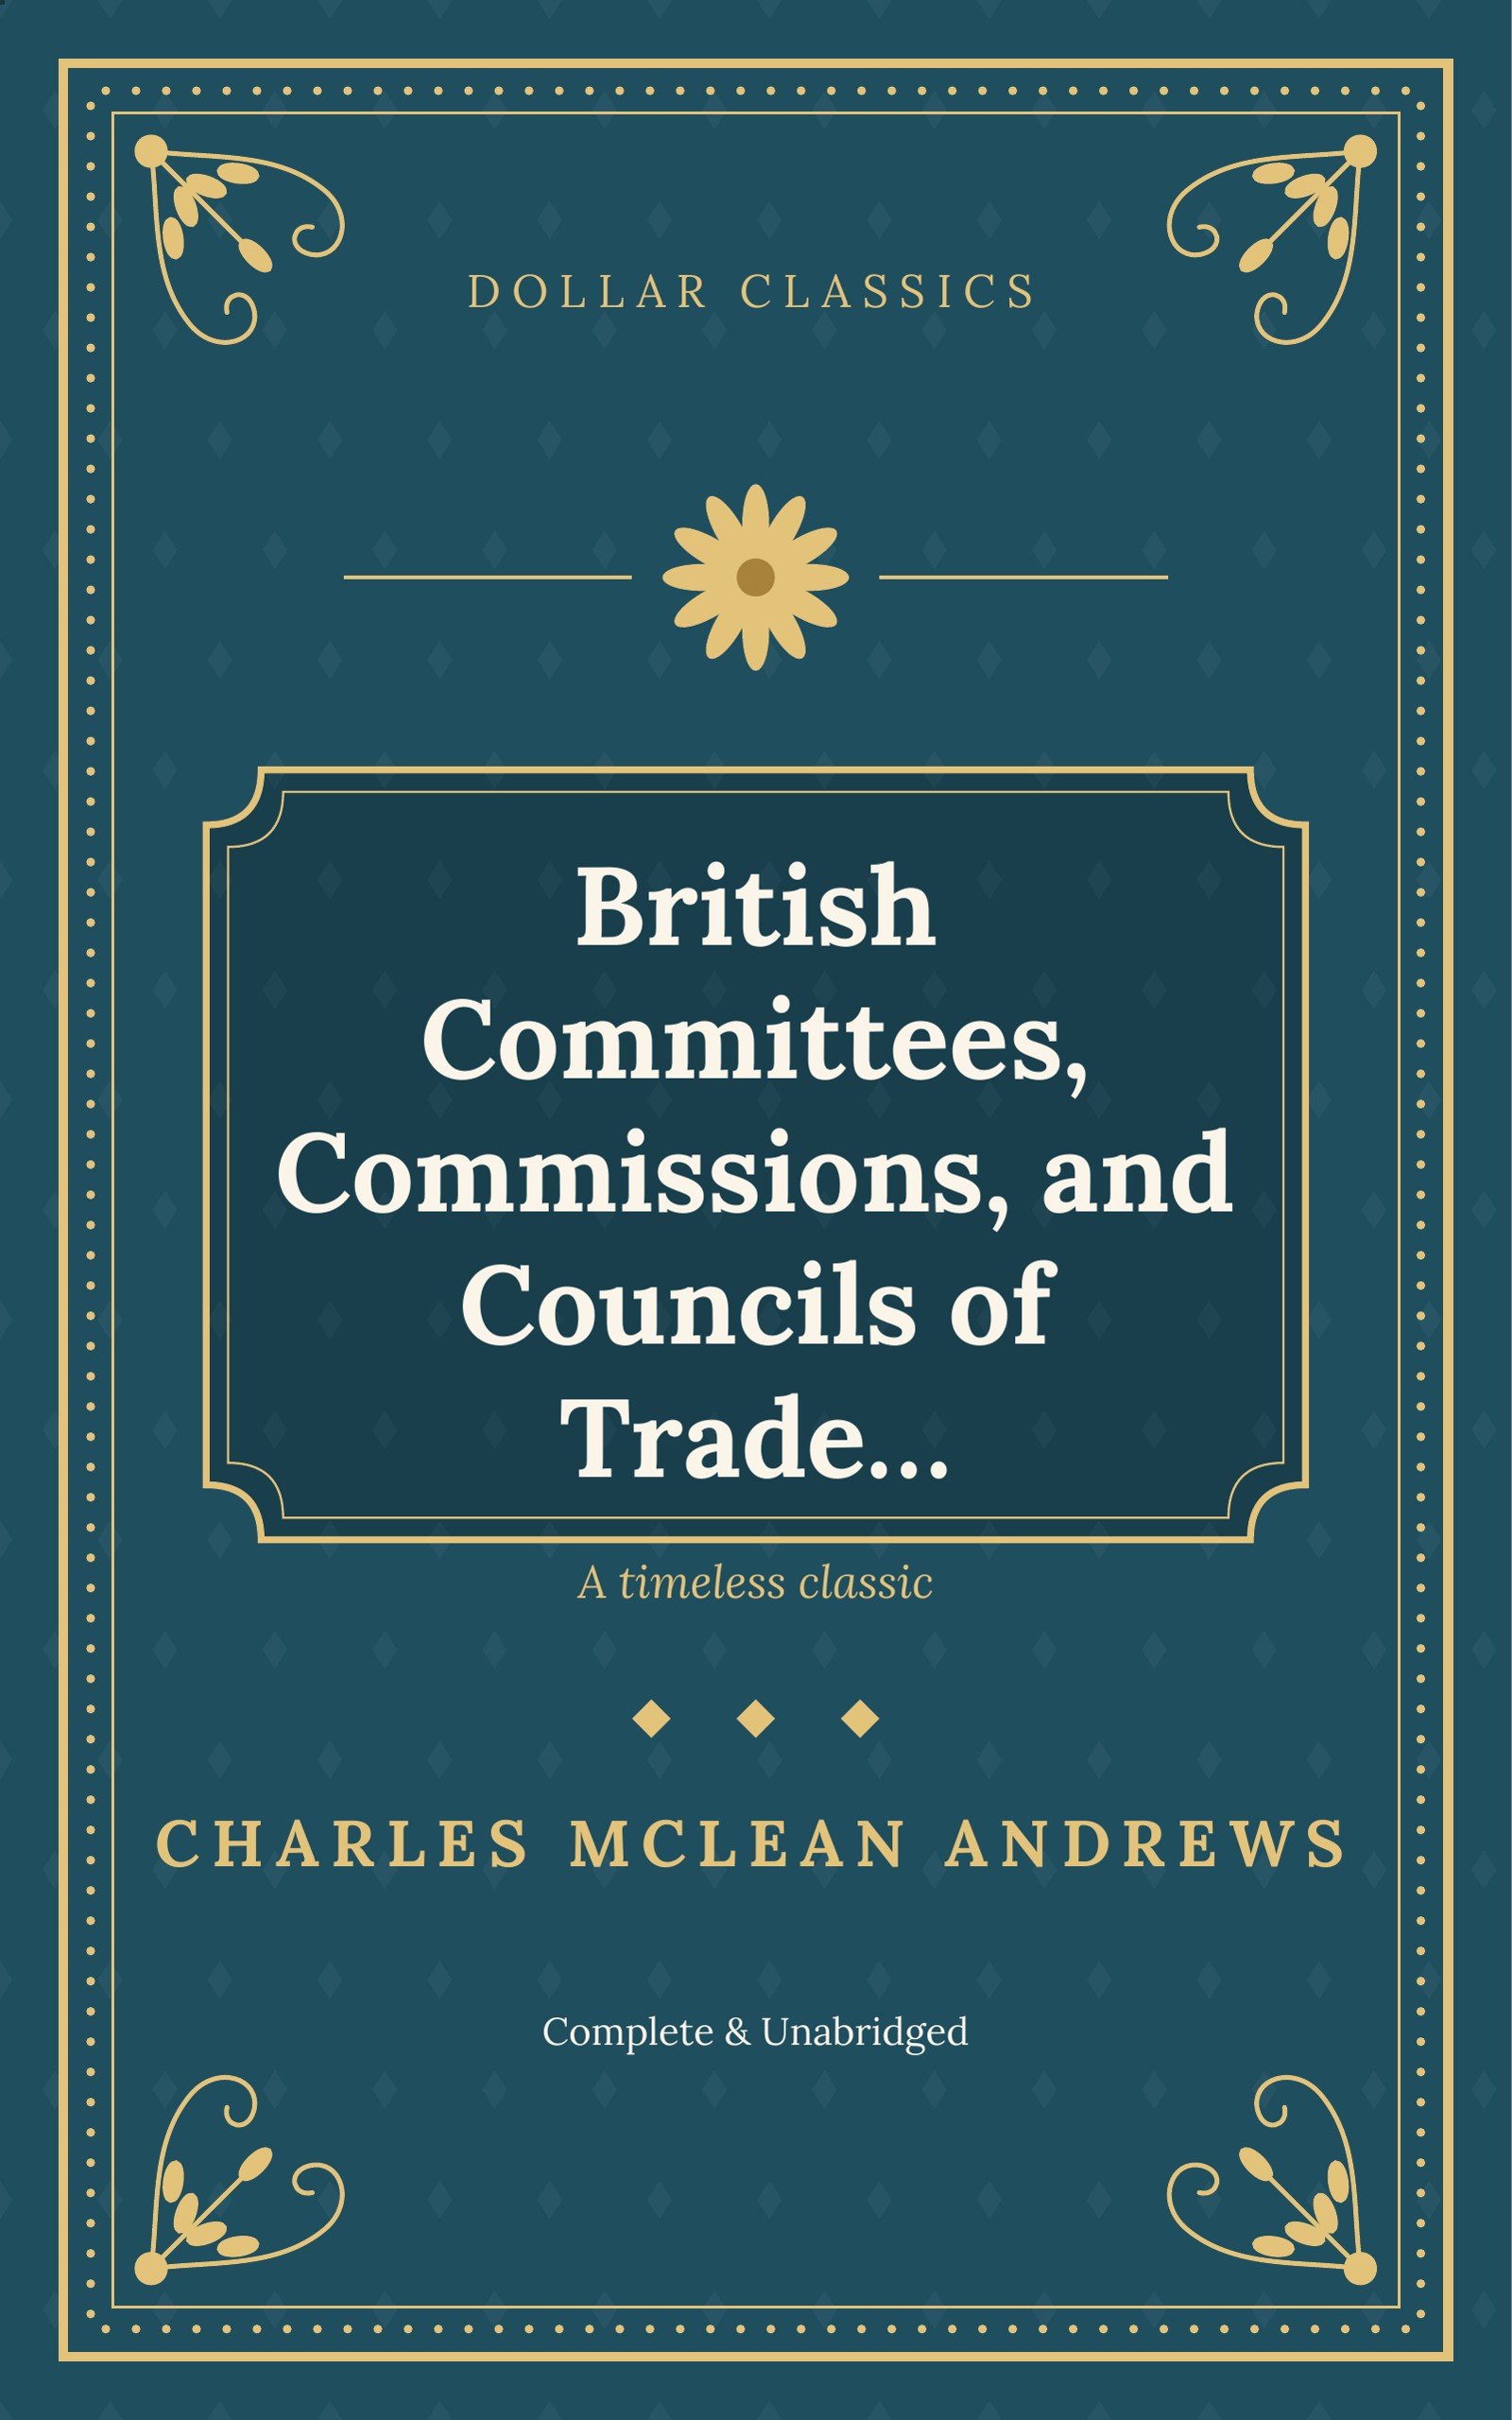 DOLLAR CLASSICS
British
Committees,
Commissions, and
Councils of
Trade...
A timeless classic
CHARLES MCLEAN ANDREWS
Complete & Unabridged